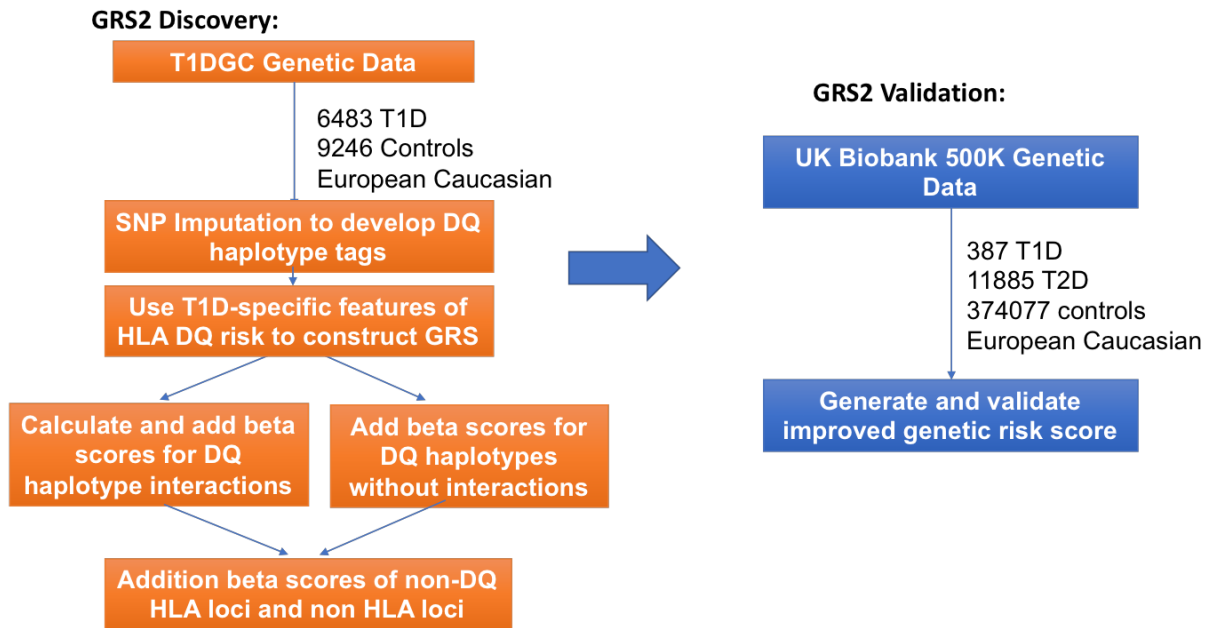 GRS2 Discovery:
T1DGC Genetic Data
6483 T1D
9246 Controls
European Caucasian
SNP Imputation to develop DQ
haplotype tags
Use T1D-specific features of
HLA DQ risk to construct GRS
Calculate and add beta
scores for DQ
haplotype interactions
Add beta scores for
DQ haplotypes
without interactions
Addition beta scores of non-DQ
HLA loci and non HLA loci
GRS2 Validation:
UK Biobank 500K Genetic
Data
387 T1D
11885 T2D
374077 controls
European Caucasian
Generate and validate
improved genetic risk score